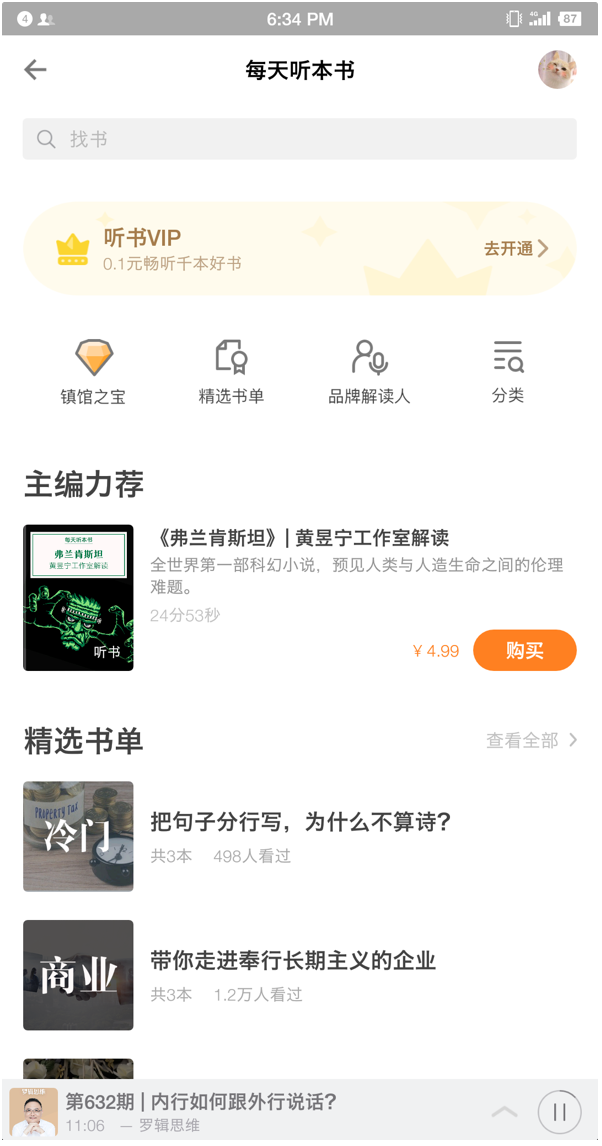 4
6:34 PM
4G
87
每天听本书
找书
听书VIP
0.1元畅听千本好书
去开通
镇馆之宝
精选书单
品牌解读人
分类
主编力荐
每天听本书
弗兰肯斯坦
黄昱宁工作室解读
听书
《弗兰肯斯坦》| 黄昱宁工作室解读
全世界第一部科幻小说，预见人类与人造生命之间的伦理
难题。
24分53秒
¥ 4.99
购买
精选书单
查看全部
PROPERTY TAX
冷门
把句子分行写，为什么不算诗？
共3本 498人看过
商业
带你走进奉行长期主义的企业
共3本 1.2万人看过
罗辑思维
第632期 | 内行如何跟外行说话？
11:06 — 罗辑思维